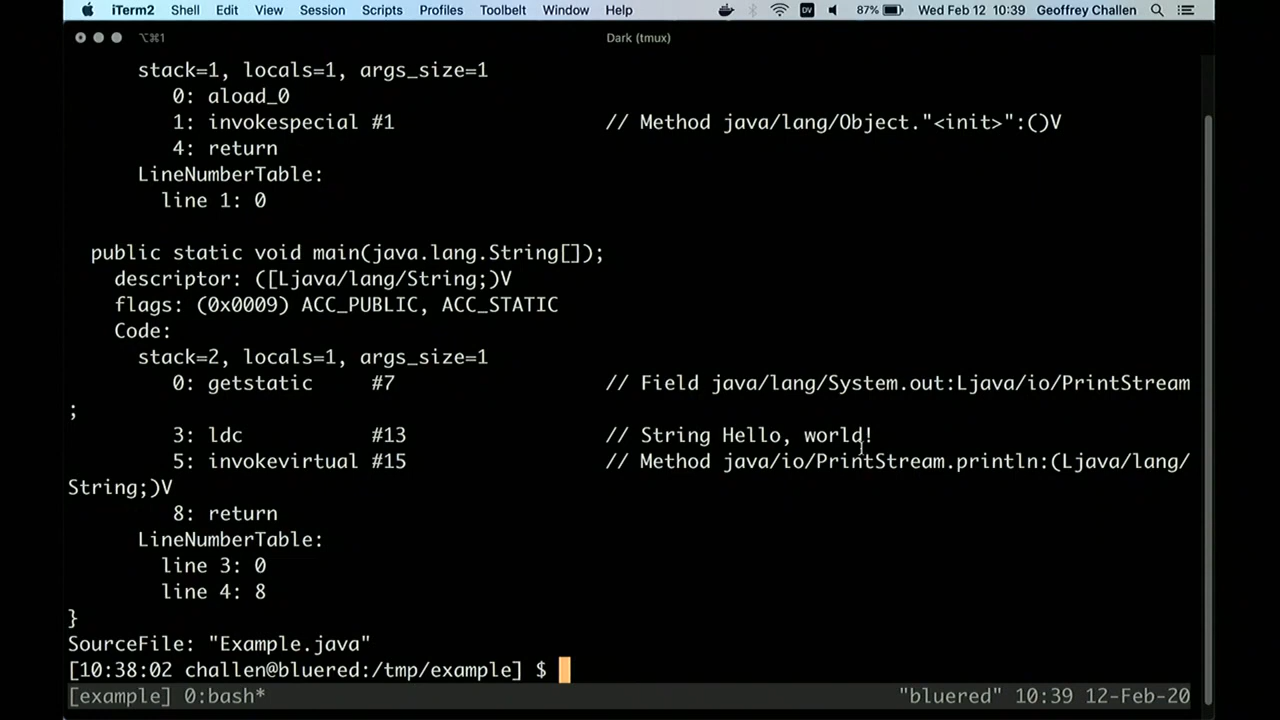 iTerm2 Shell Edit View Session Scripts Profiles Toolbelt Window Help DV 87% Wed Feb 12 10:39 Geoffrey Challen
⌥⌘1 Dark (tmux)
stack=1, locals=1, args_size=1
0: aload_0
1: invokespecial #1 // Method java/lang/Object."<init>":()V
4: return
LineNumberTable:
line 1: 0
public static void main(java.lang.String[]);
descriptor: ([Ljava/lang/String;)V
flags: (0x0009) ACC_PUBLIC, ACC_STATIC
Code:
stack=2, locals=1, args_size=1
0: getstatic #7 // Field java/lang/System.out:Ljava/io/PrintStream
;
3: ldc #13 // String Hello, world!
5: invokevirtual #15 // Method java/io/PrintStream.println:(Ljava/lang/
String;)V
8: return
LineNumberTable:
line 3: 0
line 4: 8
}
SourceFile: "Example.java"
[10:38:02 challen@bluered:/tmp/example] $
[example] 0:bash* "bluered" 10:39 12-Feb-20